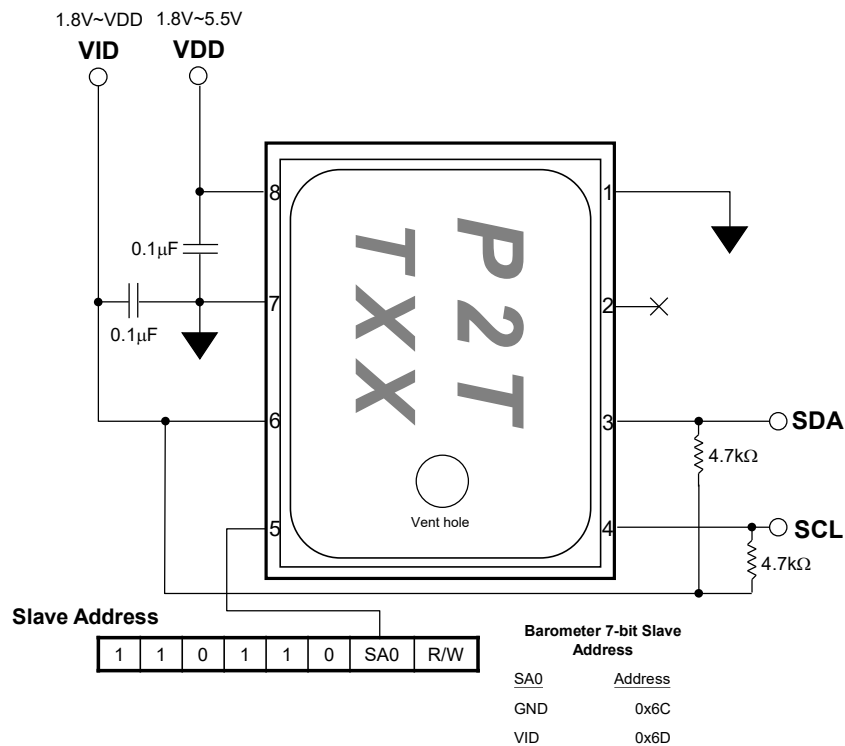 1.8V~VDD 1.8V~5.5V
VID VDD
8 1
P2T
TXX
0.1μF
7 2
0.1μF
6 3 SDA
4.7kΩ
Vent hole
5 4 SCL
4.7kΩ
Slave Address
1 1 0 1 1 0 SA0 R/W
Barometer 7-bit Slave
Address
SA0 Address
GND 0x6C
VID 0x6D